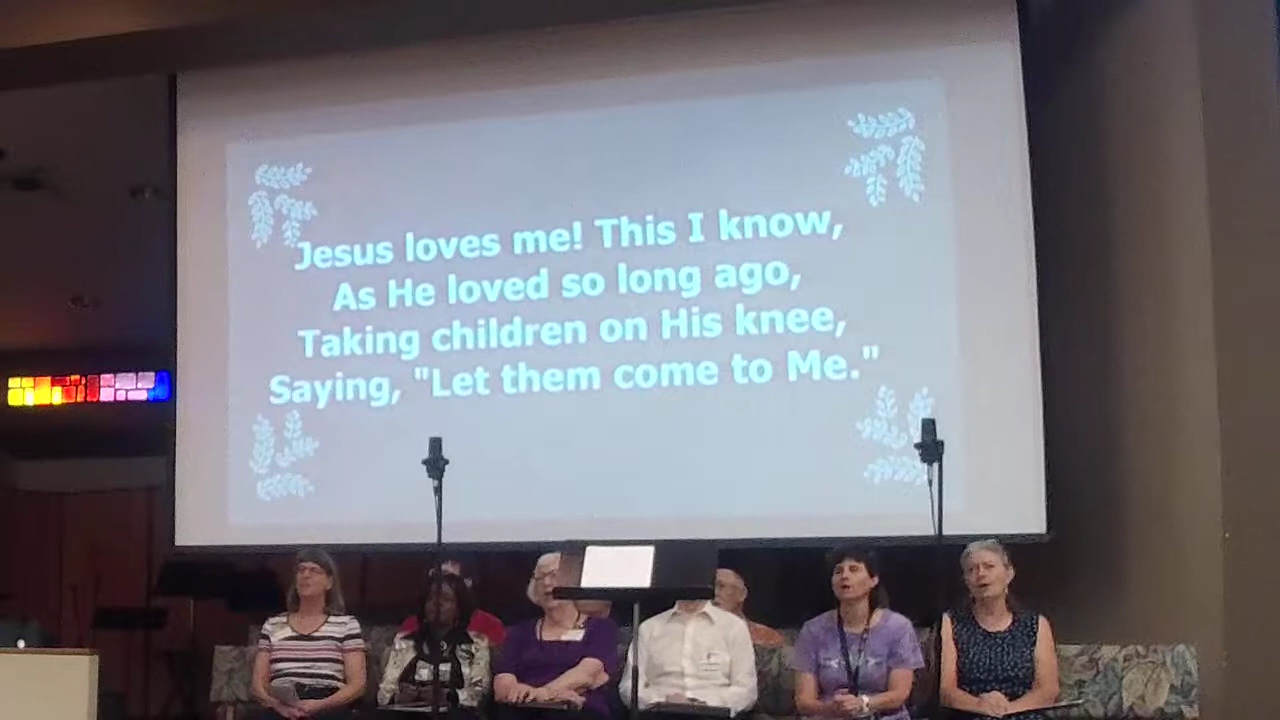 Jesus loves me! This I know,
As He loved so long ago,
Taking children on His knee,
Saying, "Let them come to Me."